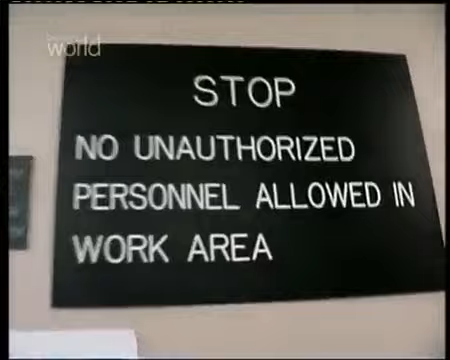 world
STOP
NO UNAUTHORIZED
PERSONNEL ALLOWED IN
WORK AREA